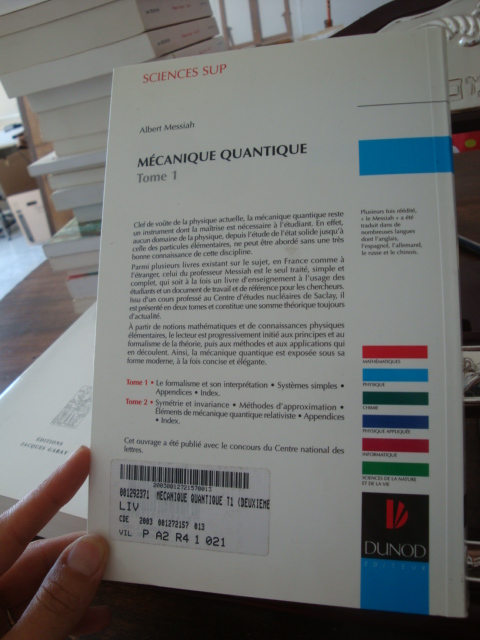 SCIENCES SUP
Albert Messiah
MÉCANIQUE QUANTIQUE
Tome 1
Clef de voûte de la physique actuelle, la mécanique quantique reste
un instrument dont la maîtrise est nécessaire à l'étudiant. En effet,
aucun domaine de la physique, depuis l'étude de l'état solide jusqu'à
celle des particules élémentaires, ne peut être abordé sans une très
bonne connaissance de cette discipline.
Parmi plusieurs livres existant sur le sujet, en France comme à
l'étranger, celui du professeur Messiah est le seul traité, simple et
complet, qui soit à la fois un livre d'enseignement à l'usage des
étudiants et un document de travail et de référence pour les chercheurs.
Issu d'un cours professé au Centre d'études nucléaires de Saclay, il
est présenté en deux tomes et constitue une somme théorique toujours
d'actualité.
À partir de notions mathématiques et de connaissances physiques
élémentaires, le lecteur est progressivement initié aux principes et au
formalisme de la théorie, puis aux méthodes et aux applications qui
en découlent. Ainsi, la mécanique quantique est exposée sous sa
forme moderne, à la fois concise et élégante.
Tome 1 • Le formalisme et son interprétation • Systèmes simples •
Appendices • Index.
Tome 2 • Symétrie et invariance • Méthodes d'approximation •
Éléments de mécanique quantique relativiste • Appendices
• Index.
Cet ouvrage a été publié avec le concours du Centre national des
lettres.
Plusieurs fois réédité,
« le Messiah » a été
traduit dans de
nombreuses langues
dont l'anglais,
l'espagnol, l'allemand,
le russe et le chinois.
MATHÉMATIQUES
PHYSIQUE
CHIMIE
PHYSIQUE APPLIQUÉE
INFORMATIQUE
SCIENCES DE LA NATURE
ET DE LA VIE
DUNOD
ÉDITEUR
20030012721570013
001292371 MECANIQUE QUANTIQUE T1 (DEUXIEME
LIV
CDE 2003 001272157 013
VIL P A2 R4 1 021
ÉDITIONS
JACQUES GABAY